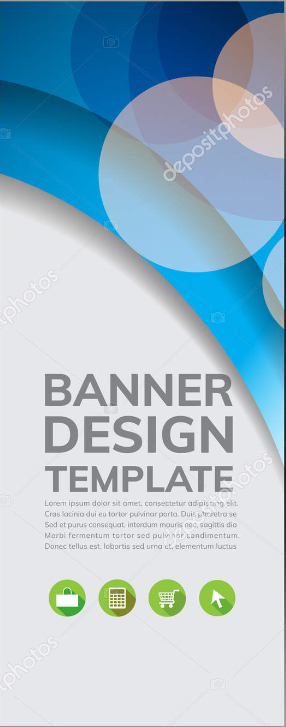 depositphotos
BANNER
DESIGN
TEMPLATE
Lorem ipsum dolor sit amet, consectetur adipiscing elit.
Cras lacinia dui eu tortor pulvinar porta. Duis pretium se
Sed et purus consequat, interdum mauris nec, sagittis dio
Morbi fermentum tortor sed pulvinar condimentum.
Donec tellus est, lobortis sed urna et, elementum luctus